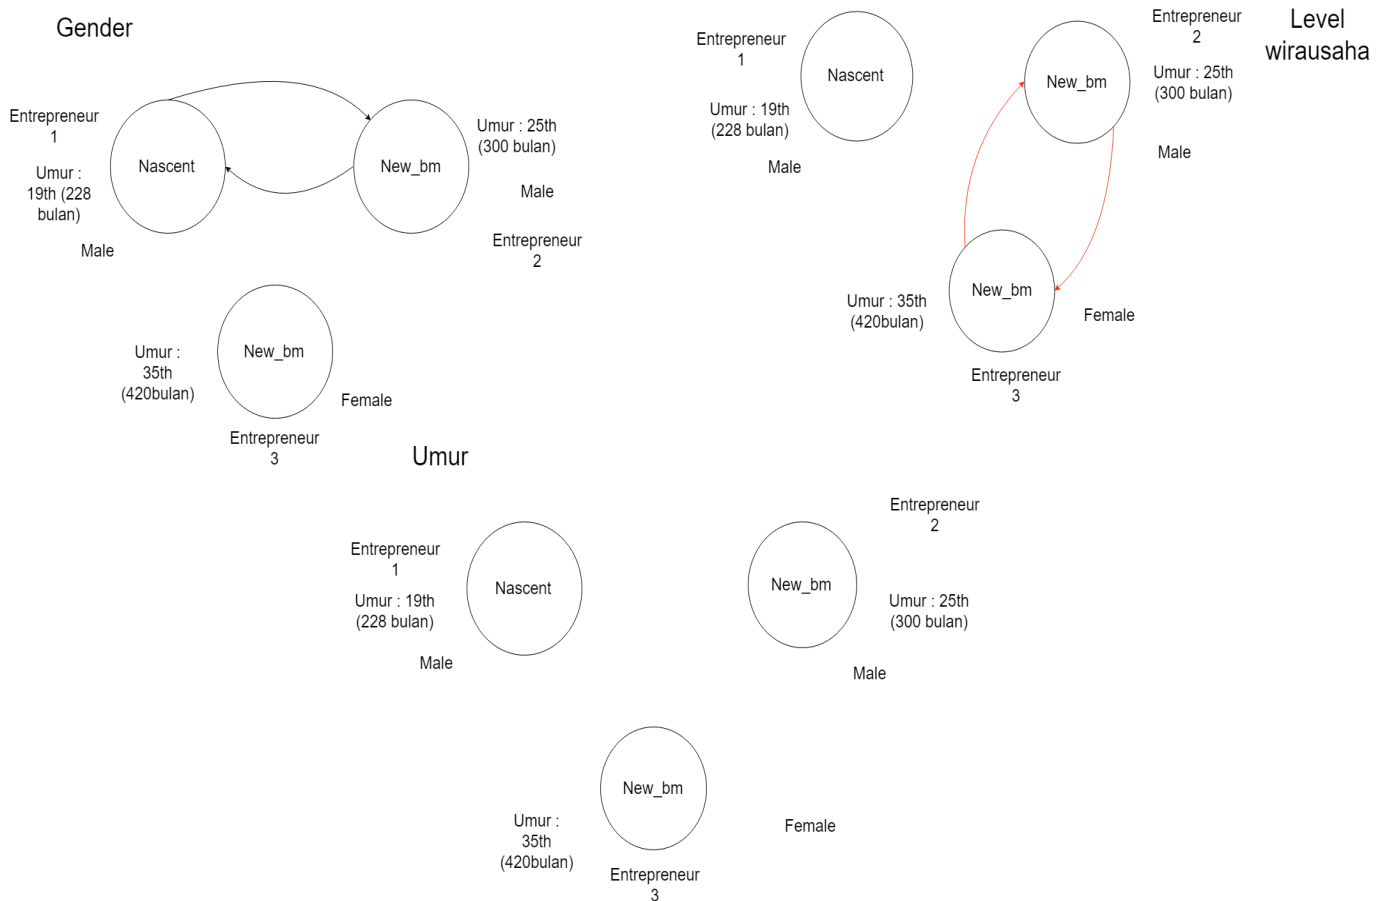 Gender
Entrepreneur
1
Umur :
19th (228
bulan)
Male
Nascent
New_bm
Umur : 25th
(300 bulan)
Male
Entrepreneur
2
New_bm
Umur :
35th
(420bulan)
Female
Entrepreneur
3
Level
wirausaha
Entrepreneur
1
Umur : 19th
(228 bulan)
Male
Nascent
New_bm
Entrepreneur
2
Umur : 25th
(300 bulan)
Male
New_bm
Umur : 35th
(420bulan)
Female
Entrepreneur
3
Umur
Entrepreneur
1
Umur : 19th
(228 bulan)
Male
Nascent
New_bm
Entrepreneur
2
Umur : 25th
(300 bulan)
Male
New_bm
Umur :
35th
(420bulan)
Female
Entrepreneur
3